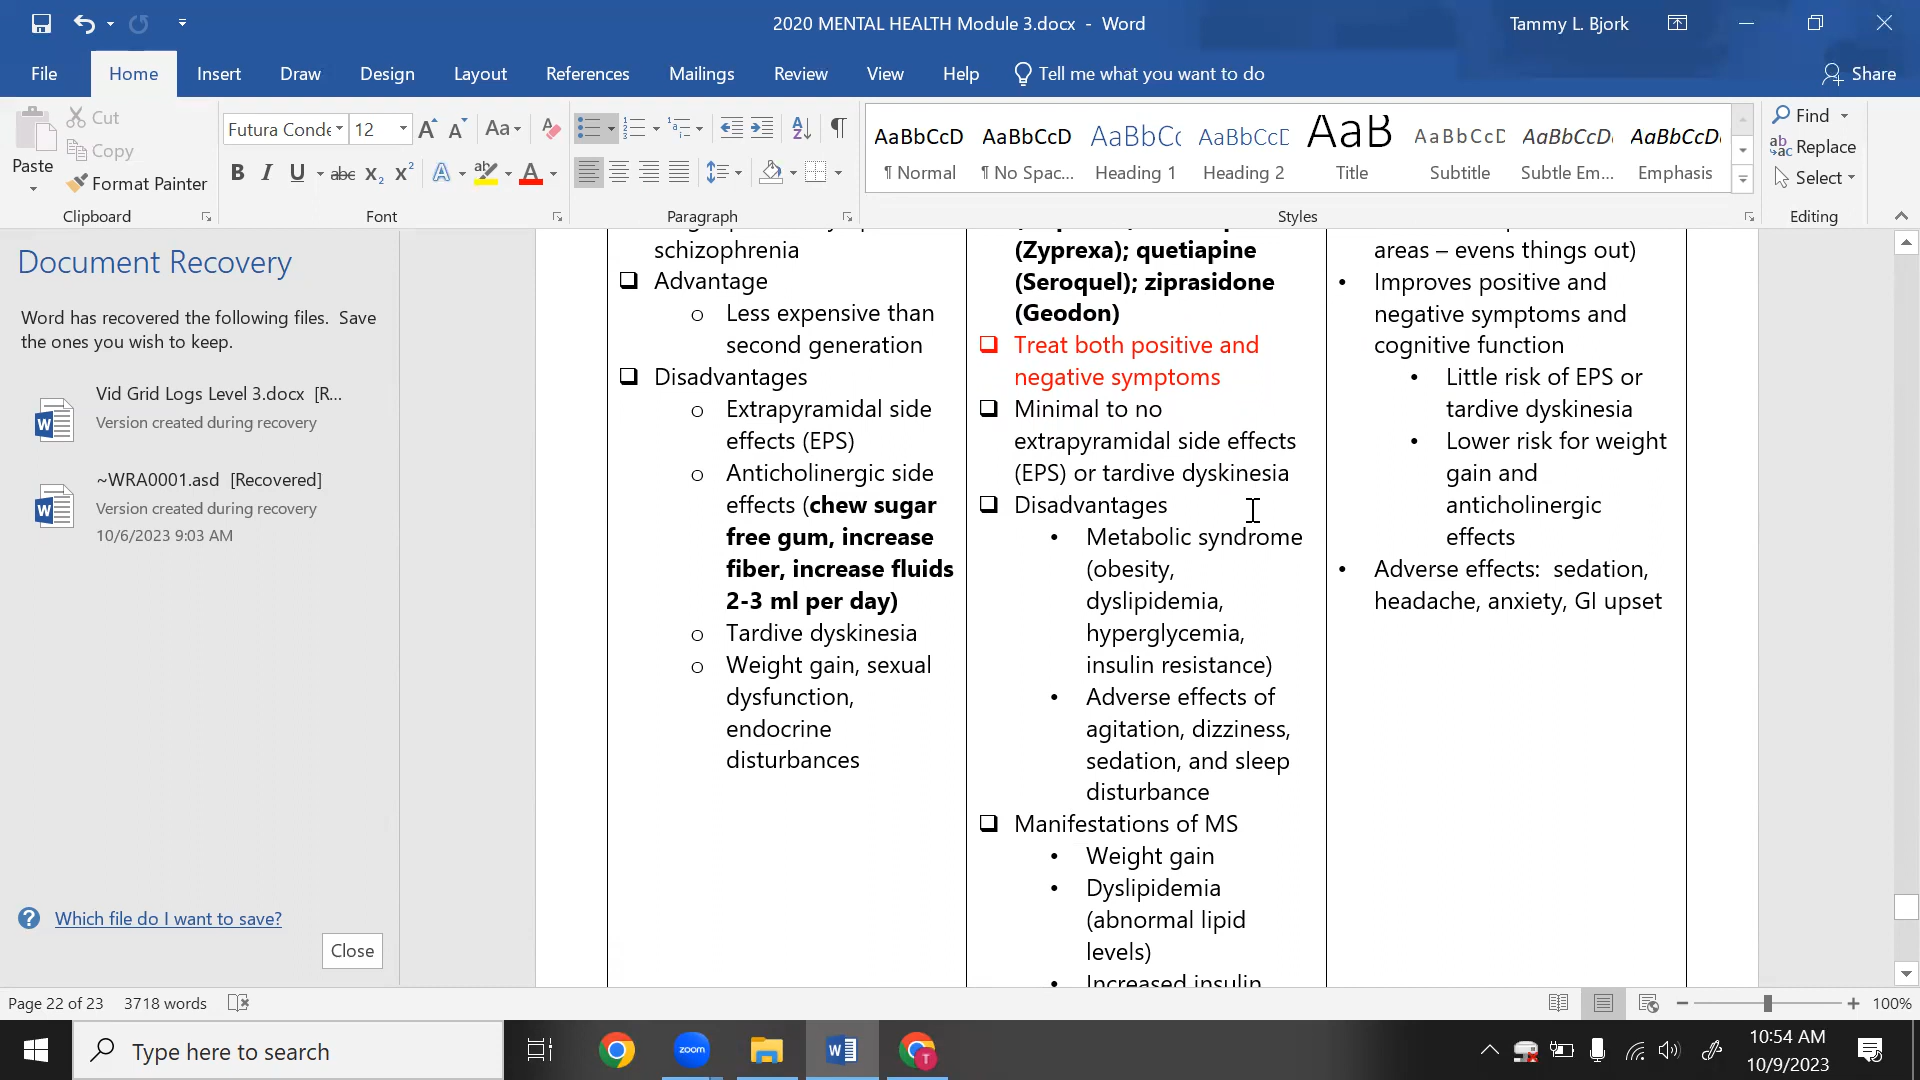 2020 MENTAL HEALTH Module 3.docx - Word
Tammy L. Bjork
File Home Insert Draw Design Layout References Mailings Review View Help Tell me what you want to do Share
Paste
Cut
Copy
Format Painter
Clipboard
Futura Conde 12
Font
Paragraph
AaBbCcD AaBbCcD AaBbCc AaBbCcD AaB AaBbCcD AaBbCcD AaBbCcD
¶ Normal ¶ No Spac... Heading 1 Heading 2 Title Subtitle Subtle Em... Emphasis
Styles
Find
Replace
Select
Editing
Document Recovery
Word has recovered the following files. Save
the ones you wish to keep.
Vid Grid Logs Level 3.docx [R...
Version created during recovery
~WRA0001.asd [Recovered]
Version created during recovery
10/6/2023 9:03 AM
Which file do I want to save?
Close
schizophrenia
Advantage
o Less expensive than
second generation
Disadvantages
o Extrapyramidal side
effects (EPS)
o Anticholinergic side
effects (chew sugar
free gum, increase
fiber, increase fluids
2-3 ml per day)
o Tardive dyskinesia
o Weight gain, sexual
dysfunction,
endocrine
disturbances
(Zyprexa); quetiapine
(Seroquel); ziprasidone
(Geodon)
Treat both positive and
negative symptoms
Minimal to no
extrapyramidal side effects
(EPS) or tardive dyskinesia
Disadvantages
• Metabolic syndrome
(obesity,
dyslipidemia,
hyperglycemia,
insulin resistance)
• Adverse effects of
agitation, dizziness,
sedation, and sleep
disturbance
Manifestations of MS
• Weight gain
• Dyslipidemia
(abnormal lipid
levels)
• Increased insulin
areas – evens things out)
• Improves positive and
negative symptoms and
cognitive function
• Little risk of EPS or
tardive dyskinesia
• Lower risk for weight
gain and
anticholinergic
effects
• Adverse effects: sedation,
headache, anxiety, GI upset
Page 22 of 23 3718 words
100%
Type here to search
zoom
10:54 AM
10/9/2023